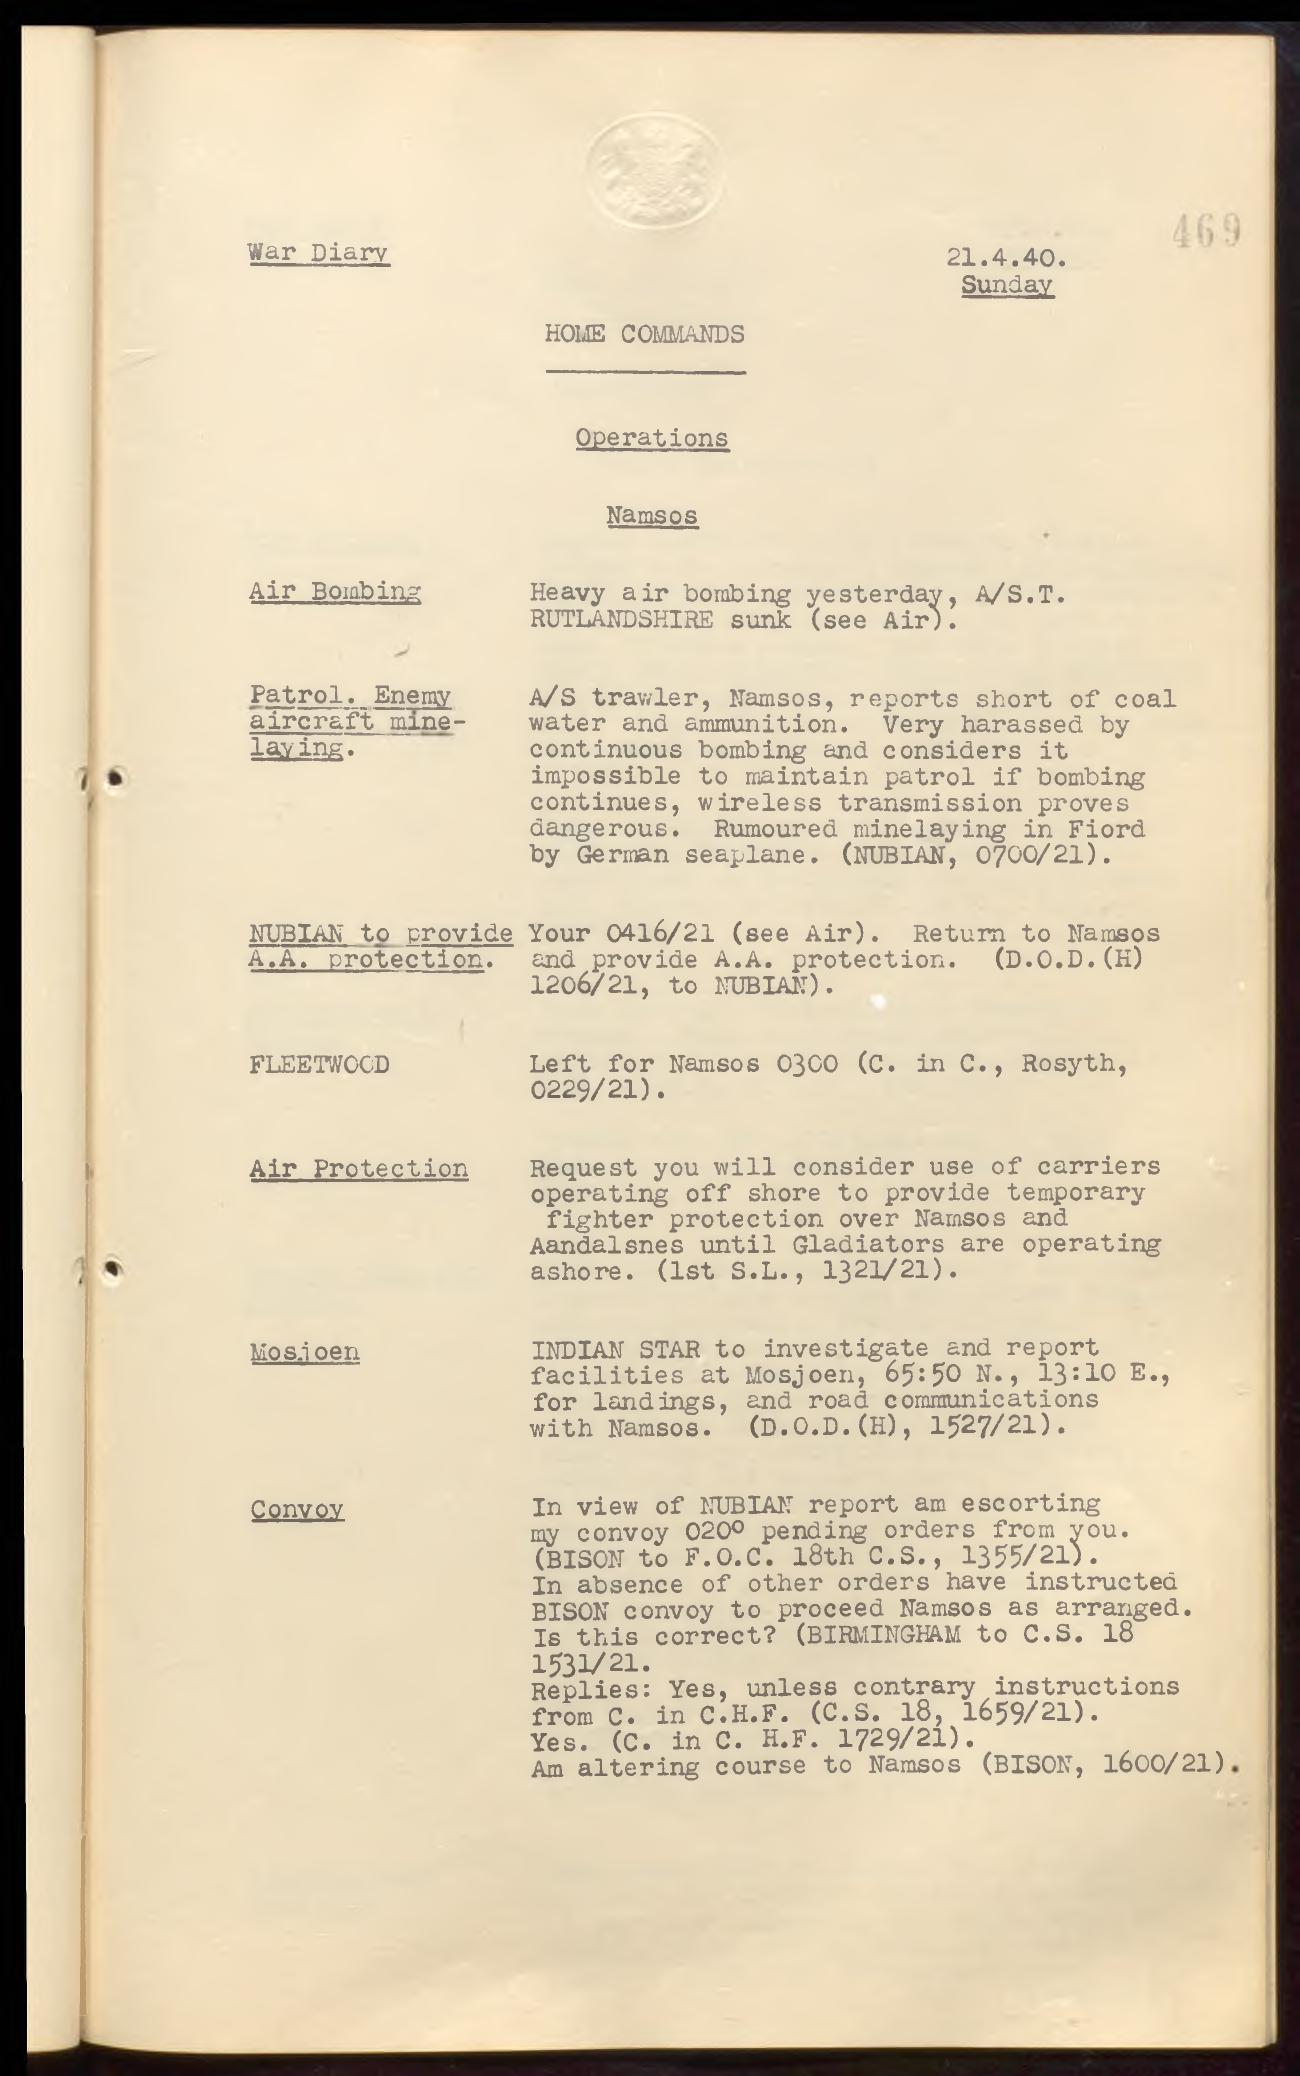 469
War Diary
21.4.40.
Sunday
HOME COMMANDS
Operations
Namsos
Air Bombing
Heavy air bombing yesterday, A/S.T.
RUTLANDSHIRE sunk (see Air).
Patrol. Enemy
aircraft mine-
laying.
A/S trawler, Namsos, reports short of coal
water and ammunition.  Very harassed by
continuous bombing and considers it
impossible to maintain patrol if bombing
continues, wireless transmission proves
dangerous.  Rumoured minelaying in Fiord
by German seaplane. (NUBIAN, 0700/21).
NUBIAN to provide
A.A. protection.
Your 0416/21 (see Air).  Return to Namsos
and provide A.A. protection.  (D.O.D.(H)
1206/21, to NUBIAN).
FLEETWOOD
Left for Namsos 0300 (C. in C., Rosyth,
0229/21).
Air Protection
Request you will consider use of carriers
operating off shore to provide temporary
fighter protection over Namsos and
Aandalsnes until Gladiators are operating
ashore. (1st S.L., 1321/21).
Mosjoen
INDIAN STAR to investigate and report
facilities at Mosjoen, 65:50 N., 13:10 E.,
for landings, and road communications
with Namsos.  (D.O.D.(H), 1527/21).
Convoy
In view of NUBIAN report am escorting
my convoy 020° pending orders from you.
(BISON to F.O.C. 18th C.S., 1355/21).
In absence of other orders have instructed
BISON convoy to proceed Namsos as arranged.
Is this correct? (BIRMINGHAM to C.S. 18
1531/21.
Replies: Yes, unless contrary instructions
from C. in C.H.F. (C.S. 18, 1659/21).
Yes. (C. in C. H.F. 1729/21).
Am altering course to Namsos (BISON, 1600/21).